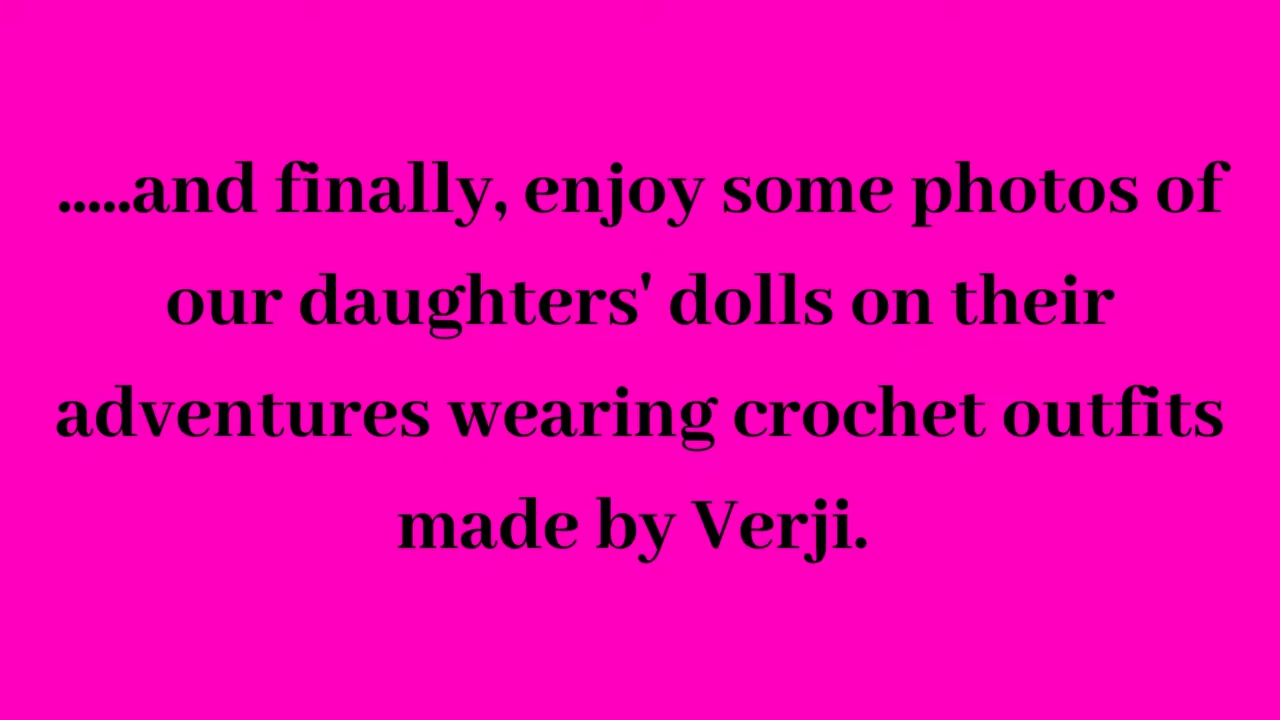 .....and finally, enjoy some photos of
our daughters' dolls on their
adventures wearing crochet outfits
made by Verji.